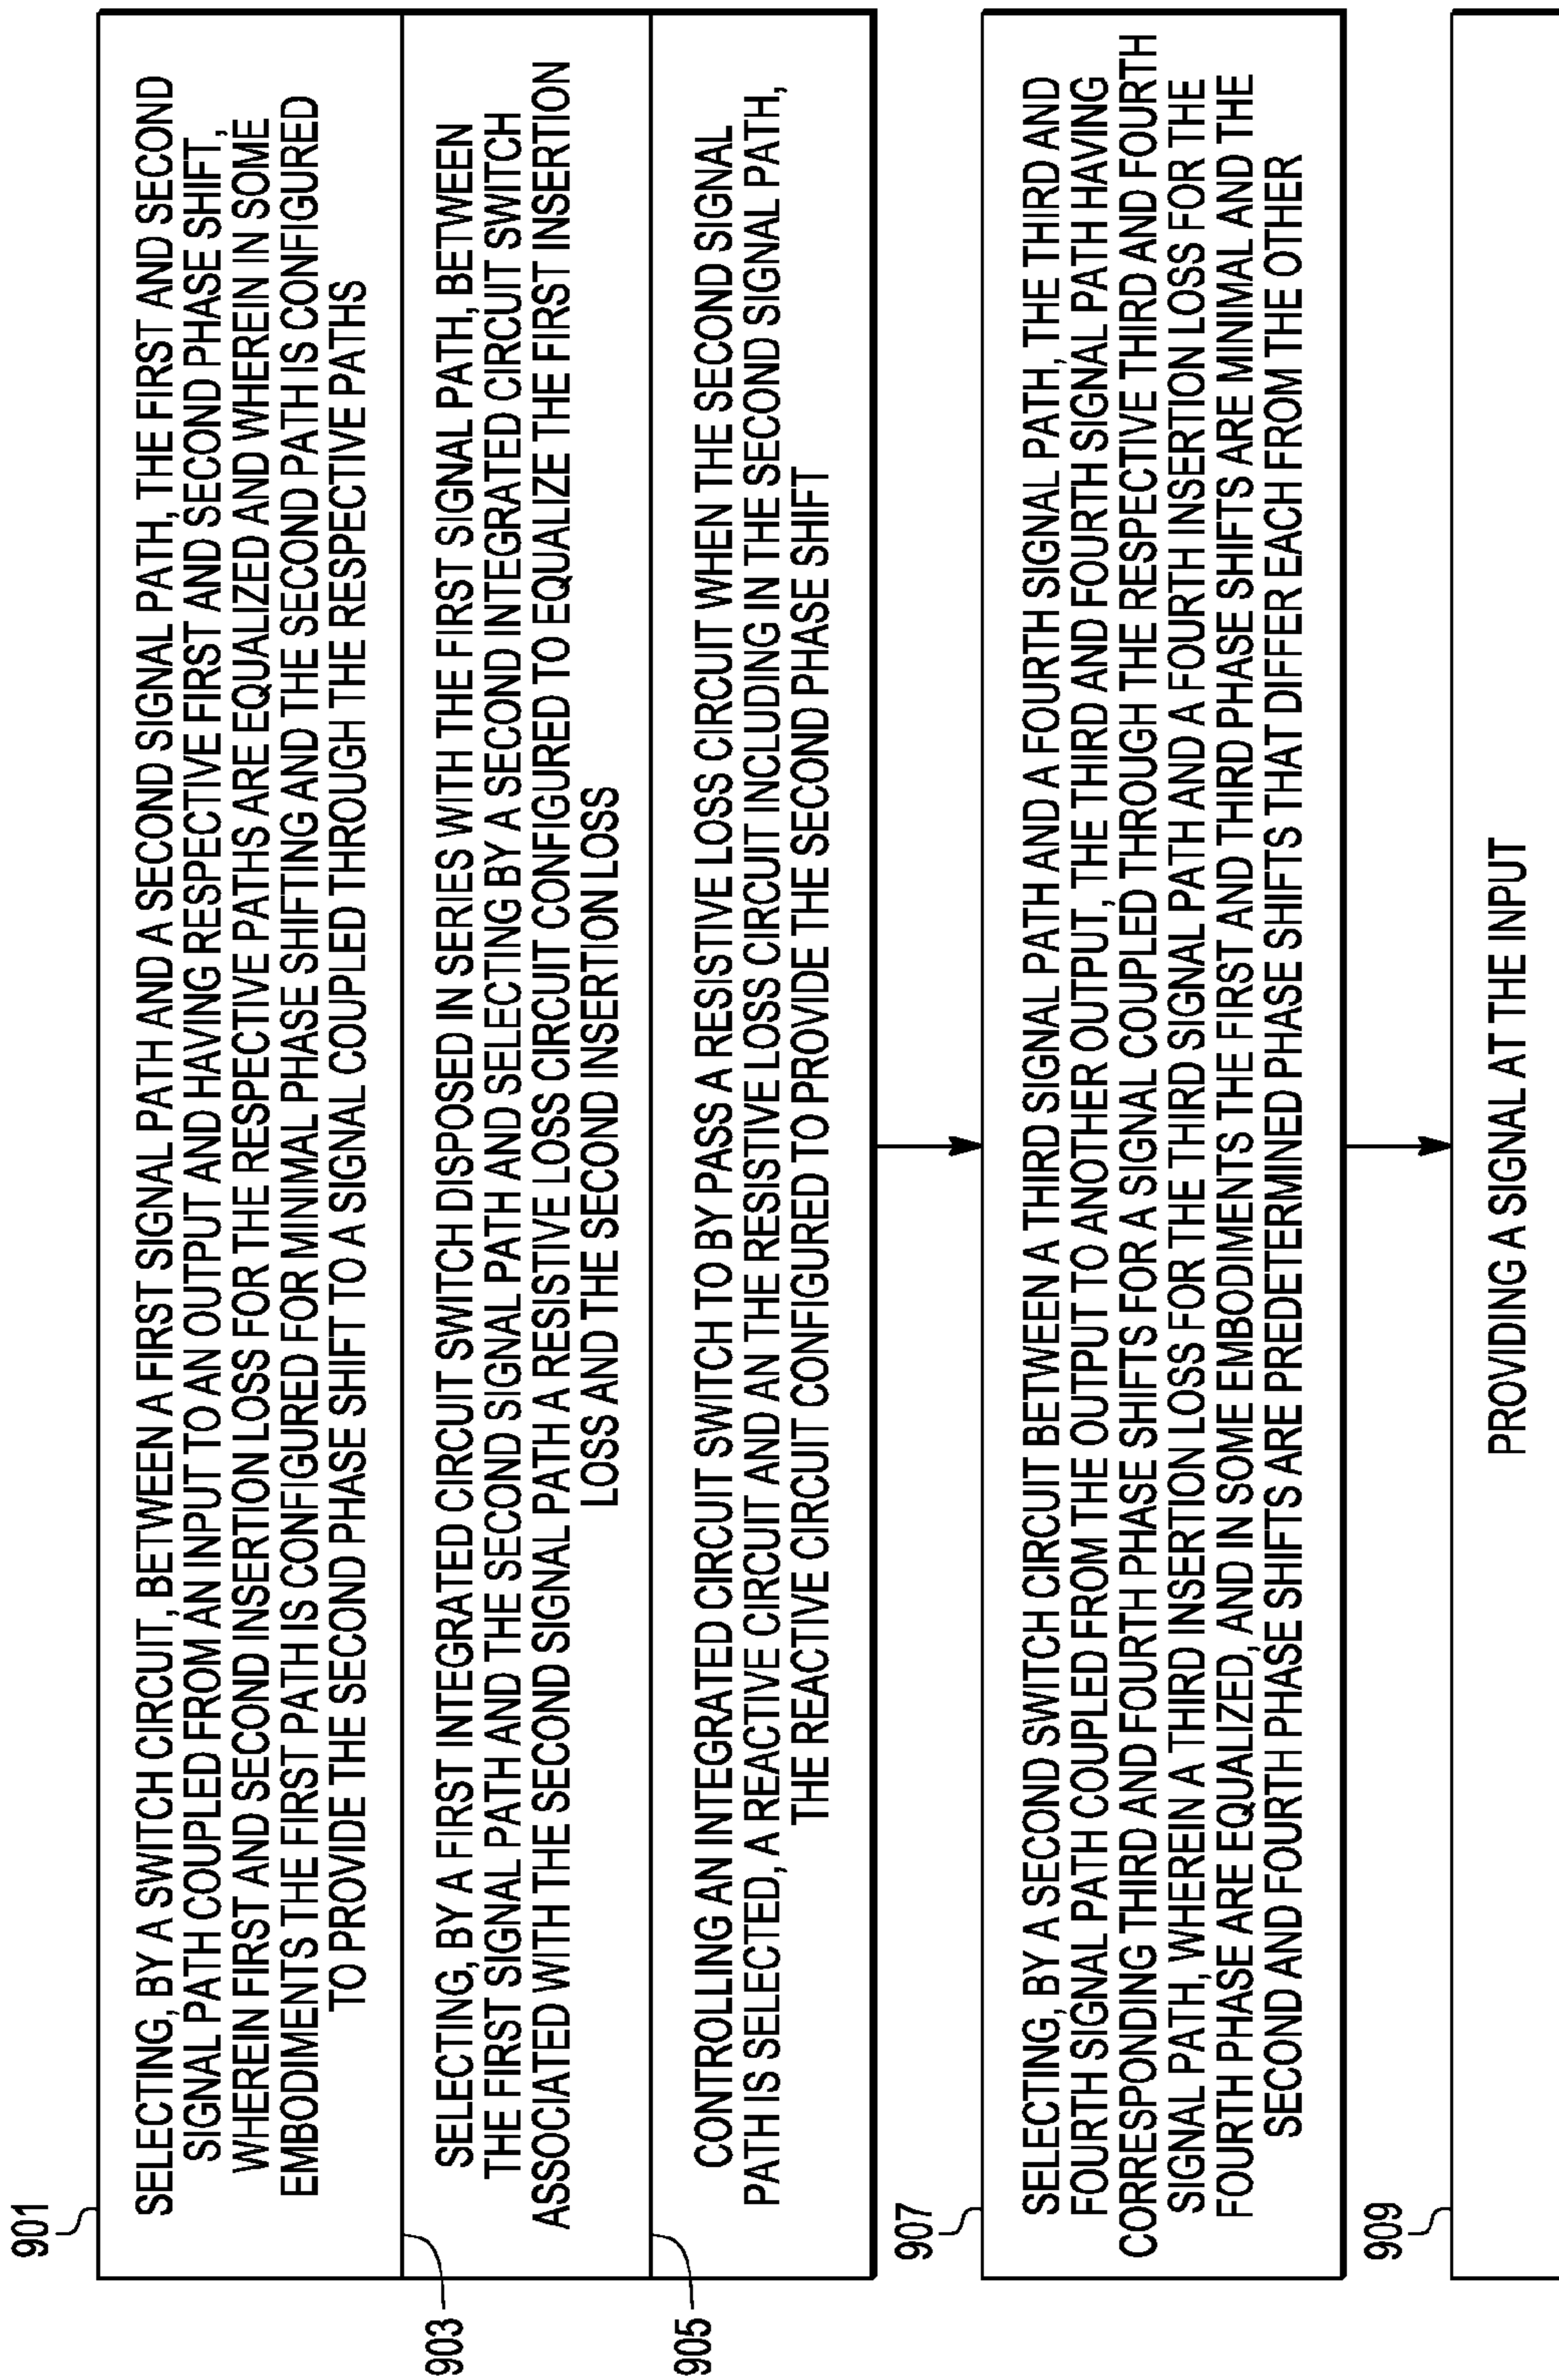 901
SELECTING, BY A SWITCH CIRCUIT, BETWEEN A FIRST SIGNAL PATH AND A SECOND SIGNAL PATH, THE FIRST AND SECOND
SIGNAL PATH COUPLED FROM AN INPUT TO AN OUTPUT AND HAVING RESPECTIVE FIRST AND SECOND PHASE SHIFT,
WHEREIN FIRST AND SECOND INSERTION LOSS FOR THE RESPECTIVE PATHS ARE EQUALIZED AND WHEREIN IN SOME
EMBODIMENTS THE FIRST PATH IS CONFIGURED FOR MINIMAL PHASE SHIFTING AND THE SECOND PATH IS CONFIGURED
TO PROVIDE THE SECOND PHASE SHIFT TO A SIGNAL COUPLED THROUGH THE RESPECTIVE PATHS
903
SELECTING, BY A FIRST INTEGRATED CIRCUIT SWITCH DISPOSED IN SERIES WITH THE FIRST SIGNAL PATH, BETWEEN
THE FIRST SIGNAL PATH AND THE SECOND SIGNAL PATH AND SELECTING BY A SECOND INTEGRATED CIRCUIT SWITCH
ASSOCIATED WITH THE SECOND SIGNAL PATH A RESISTIVE LOSS CIRCUIT CONFIGURED TO EQUALIZE THE FIRST INSERTION
LOSS AND THE SECOND INSERTION LOSS
905
CONTROLLING AN INTEGRATED CIRCUIT SWITCH TO BY PASS A RESISTIVE LOSS CIRCUIT WHEN THE SECOND SIGNAL
PATH IS SELECTED, A REACTIVE CIRCUIT AND AN THE RESISTIVE LOSS CIRCUIT INCLUDING IN THE SECOND SIGNAL PATH,
THE REACTIVE CIRCUIT CONFIGURED TO PROVIDE THE SECOND PHASE SHIFT
907
SELECTING, BY A SECOND SWITCH CIRCUIT BETWEEN A THIRD SIGNAL PATH AND A FOURTH SIGNAL PATH, THE THIRD AND
FOURTH SIGNAL PATH COUPLED FROM THE OUTPUT TO ANOTHER OUTPUT, THE THIRD AND FOURTH SIGNAL PATH HAVING
CORRESPONDING THIRD AND FOURTH PHASE SHIFTS FOR A SIGNAL COUPLED THROUGH THE RESPECTIVE THIRD AND FOURTH
SIGNAL PATH, WHEREIN A THIRD INSERTION LOSS FOR THE THIRD SIGNAL PATH AND A FOURTH INSERTION LOSS FOR THE
FOURTH PHASE ARE EQUALIZED, AND IN SOME EMBODIMENTS THE FIRST AND THIRD PHASE SHIFTS ARE MINIMAL AND THE
SECOND AND FOURTH PHASE SHIFTS ARE PREDETERMINED PHASE SHIFTS THAT DIFFER EACH FROM THE OTHER
909
PROVIDING A SIGNAL AT THE INPUT